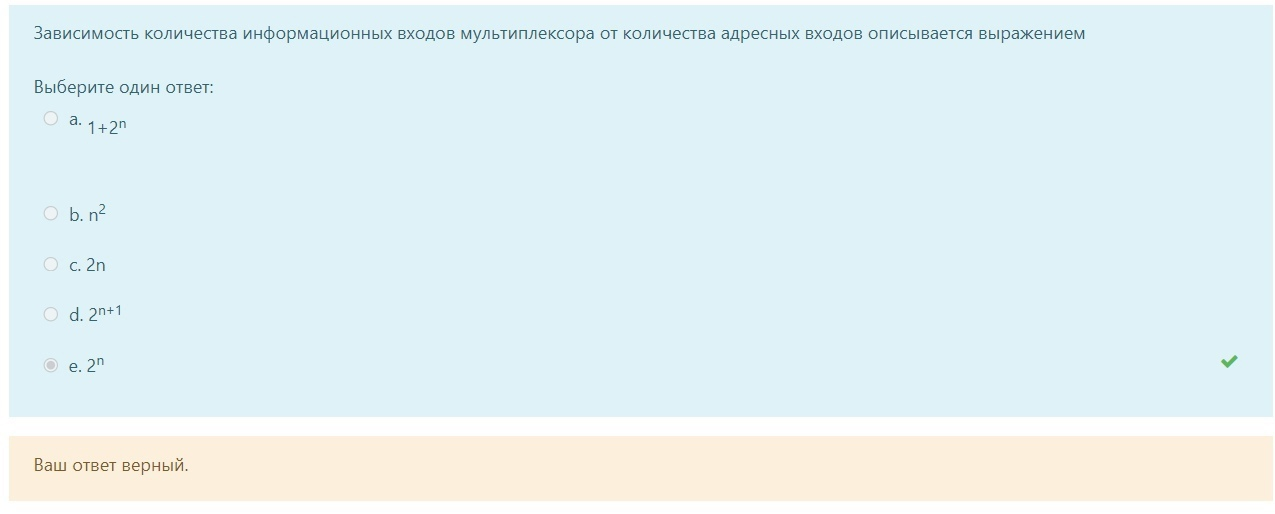 Зависимость количества информационных входов мультиплексора от количества адресных входов описывается выражением
Выберите один ответ:
a. 1+2ⁿ
b. n²
c. 2n
d. 2ⁿ⁺¹
e. 2ⁿ
Ваш ответ верный.